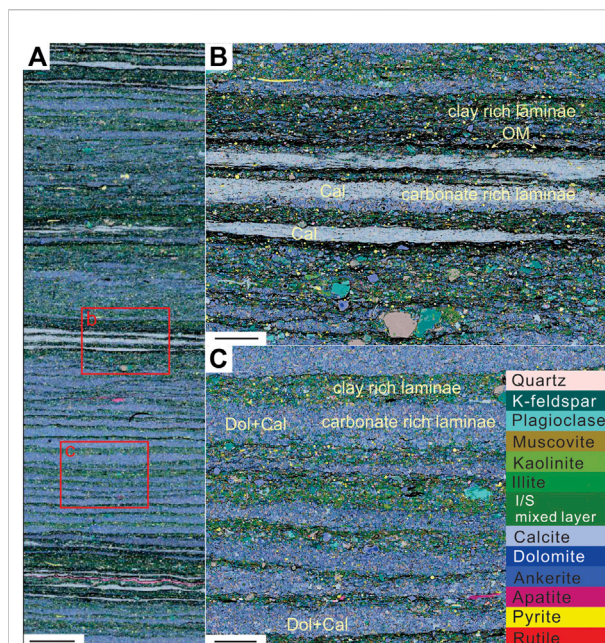 A
B
clay rich laminae
OM
Cal
carbonate rich laminae
Cal
b
C
clay rich laminae
Dol+Cal
carbonate rich laminae
c
Dol+Cal
Quartz
K-feldspar
Plagioclase
Muscovite
Kaolinite
Illite
I/S
mixed layer
Calcite
Dolomite
Ankerite
Apatite
Pyrite
Rutile